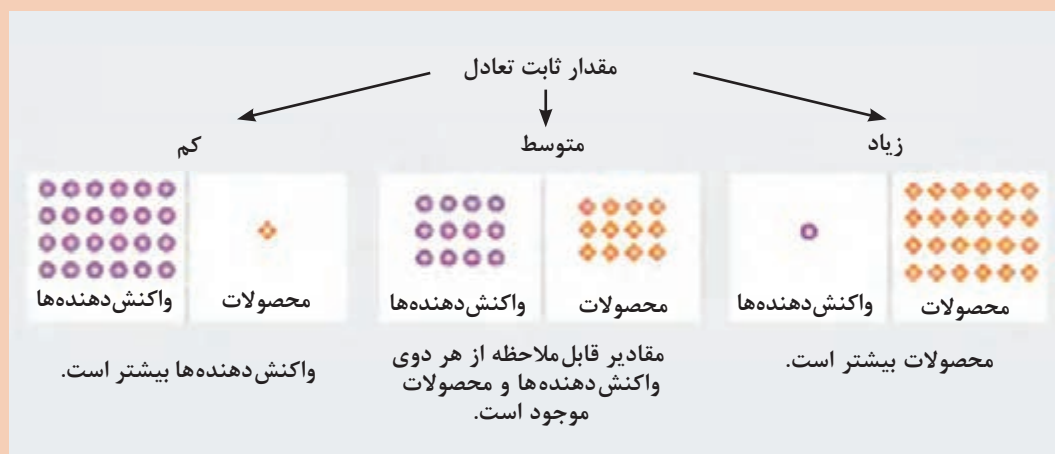 مقدار ثابت تعادل
زیاد
متوسط
کم
محصولات
واکنش‌دهنده‌ها
محصولات
واکنش‌دهنده‌ها
محصولات
واکنش‌دهنده‌ها
محصولات بیشتر است.
مقادیر قابل‌ملاحظه از هر دوی
واکنش‌دهنده‌ها و محصولات
موجود است.
واکنش‌دهنده‌ها بیشتر است.